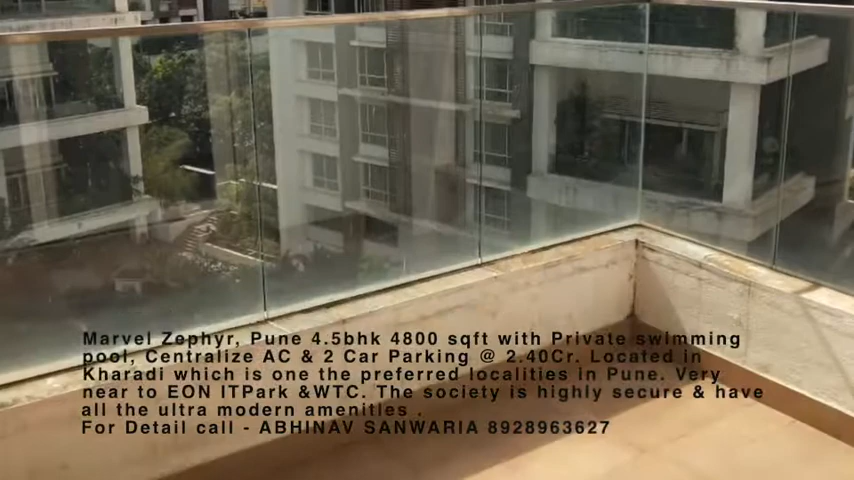 Marvel Zephyr, Pune 4.5bhk 4800 sqft with Private swimming
pool, Centralize AC & 2 Car Parking @ 2.40Cr. Located in
Kharadi which is one the preferred localities in Pune. Very
near to EON ITPark &WTC. The society is highly secure & have
all the ultra modern amenitles .
For Detail call - ABHINAV SANWARIA 8928963627